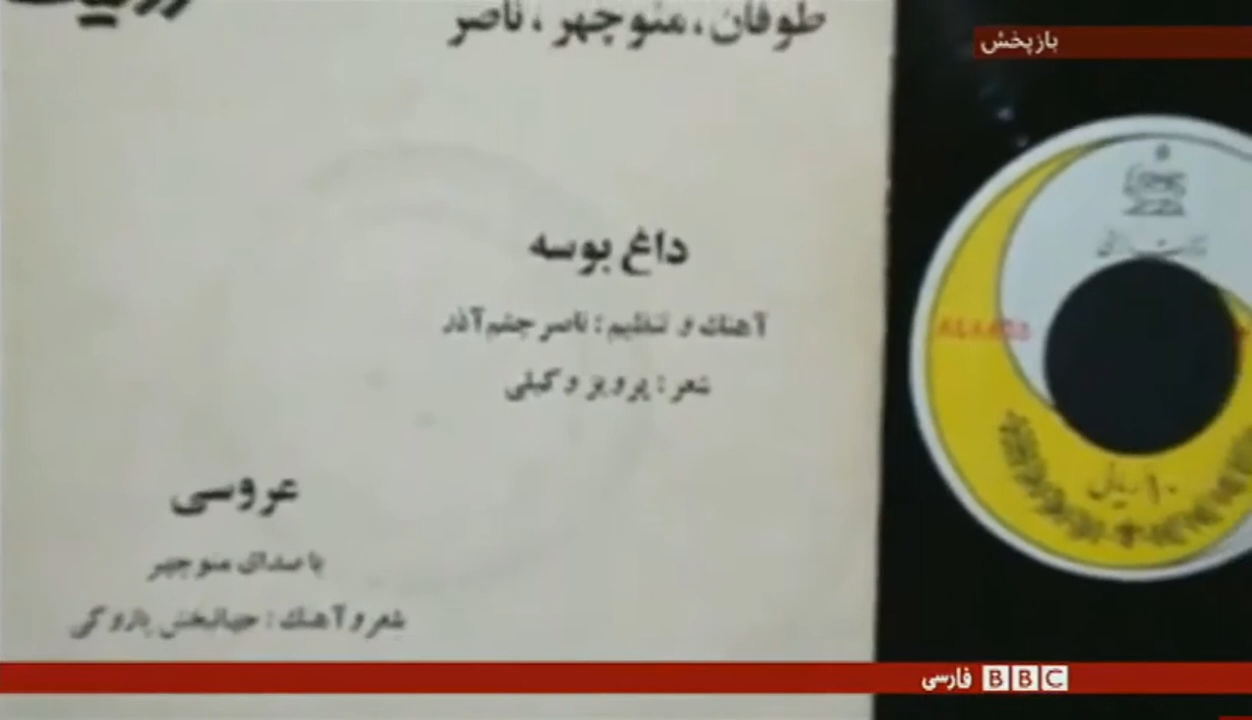 طوفان، منوچهر، ناصر
بازپخش
داغ بوسه
آهنگ و تنظیم: ناصر چشم‌آذر
شعر: پرویز وکیلی
عروسی
با صدای منوچهر
شعر و آهنگ: جهانبخش پازوکی
۱۰ ریال
BBC فارسی